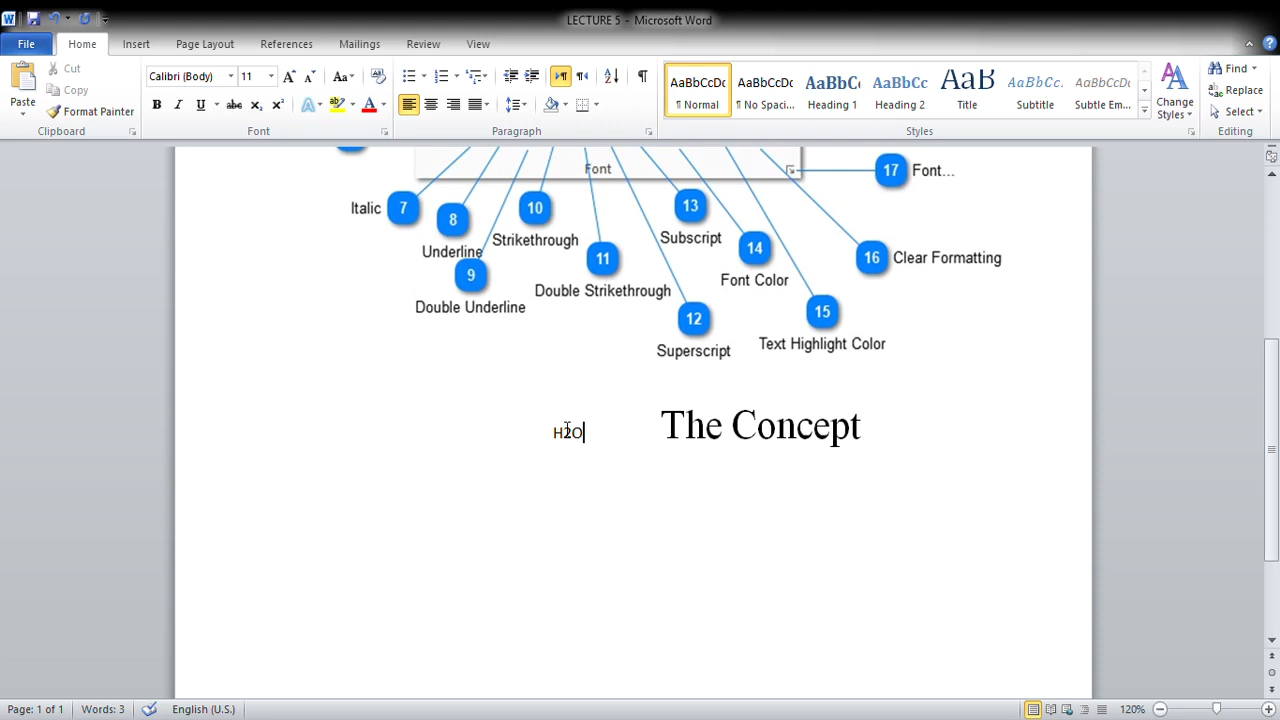 LECTURE 5 - Microsoft Word
File Home Insert Page Layout References Mailings Review View
Paste
Cut
Copy
Format Painter
Clipboard
Calibri (Body) 11
Font
Paragraph
AaBbCcDc AaBbCcDc AaBbC AaBbCc AaB AaBbCc. AaBbCcDc
¶ Normal ¶ No Spaci... Heading 1 Heading 2 Title Subtitle Subtle Em...
Change Styles
Styles
Find
Replace
Select
Editing
Font
17 Font...
Italic 7
8
Underline
9
Double Underline
10
Strikethrough
11
Double Strikethrough
13
Subscript
12
Superscript
14
Font Color
15
Text Highlight Color
16 Clear Formatting
H2O The Concept
Page: 1 of 1 Words: 3 English (U.S.) 120%